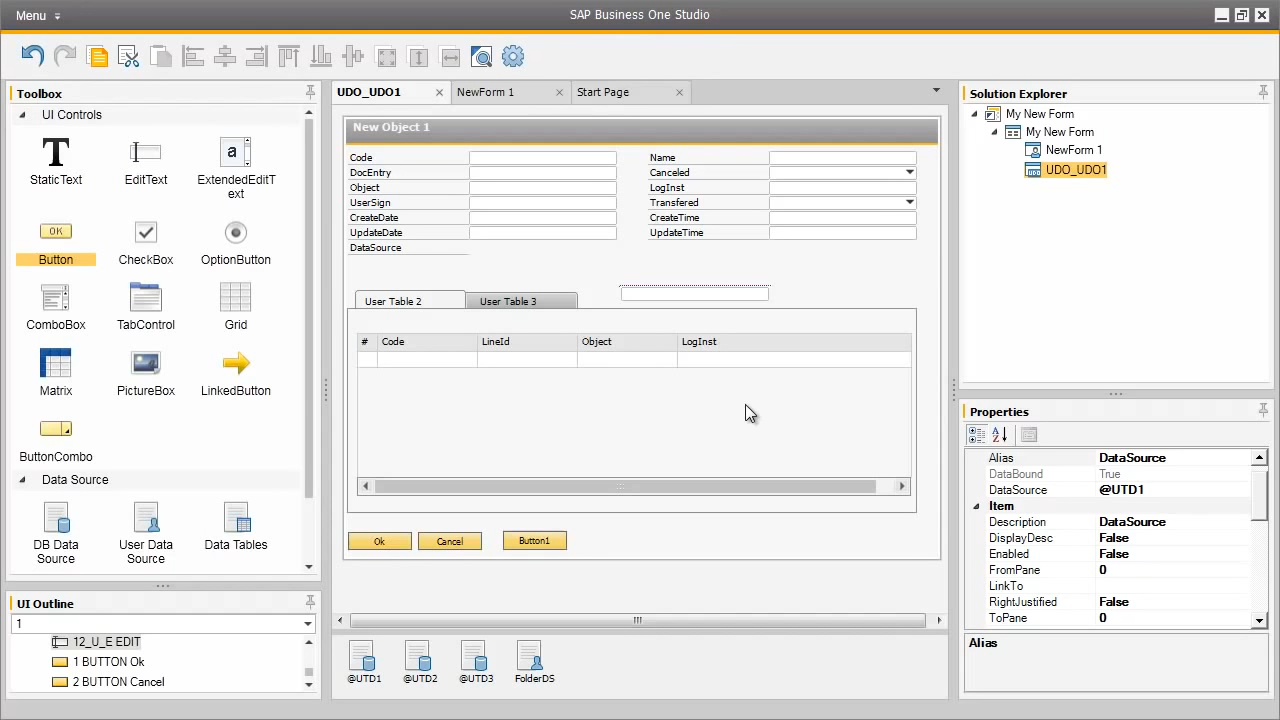 Menu
SAP Business One Studio
Toolbox
UI Controls
T
StaticText
EditText
a
ExtendedEditT
ext
OK
Button
CheckBox
OptionButton
ComboBox
TabControl
Grid
Matrix
PictureBox
LinkedButton
ButtonCombo
Data Source
DB Data
Source
User Data
Source
Data Tables
UI Outline
1
12_U_E EDIT
1 BUTTON Ok
2 BUTTON Cancel
UDO_UDO1
NewForm 1
Start Page
New Object 1
Code
Name
DocEntry
Canceled
Object
LogInst
UserSign
Transfered
CreateDate
CreateTime
UpdateDate
UpdateTime
DataSource
User Table 2
User Table 3
# Code LineId Object LogInst
Ok
Cancel
Button1
@UTD1
@UTD2
@UTD3
FolderDS
Solution Explorer
My New Form
My New Form
NewForm 1
UDO_UDO1
Properties
Alias DataSource
DataBound True
DataSource @UTD1
Item
Description DataSource
DisplayDesc False
Enabled False
FromPane 0
LinkTo
RightJustified False
ToPane 0
Alias